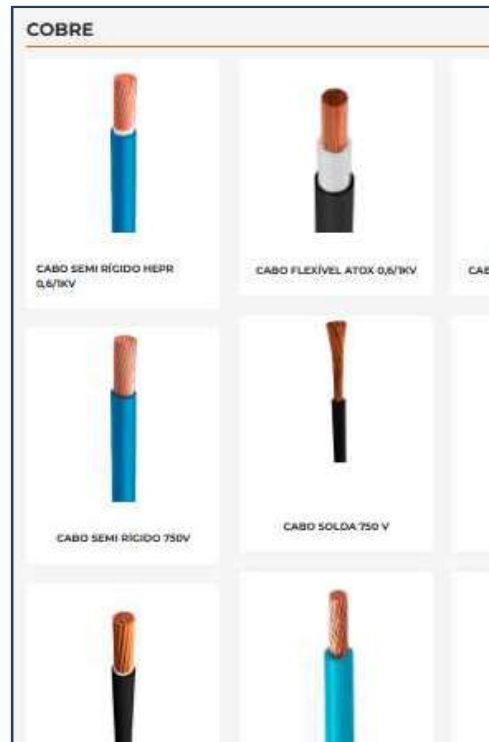 COBRE
CABO SEMI RÍGIDO HEPR
0,6/1KV
CABO FLEXÍVEL ATOX 0,6/1KV
CAB
CABO SEMI RÍGIDO 750V
CABO SOLDA 750 V